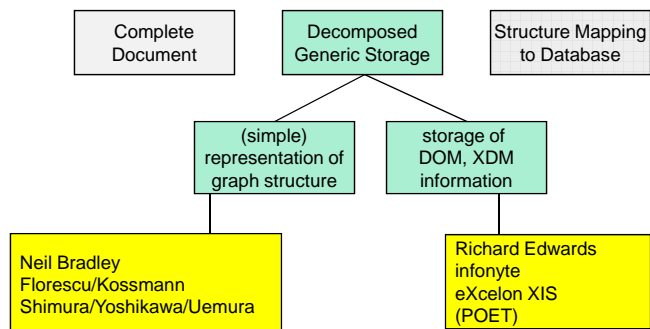 Complete
Document
Decomposed
Generic Storage
Structure Mapping
to Database
(simple)
representation of
graph structure
storage of
DOM, XDM
information
Neil Bradley
Florescu/Kossmann
Shimura/Yoshikawa/Uemura
Richard Edwards
infonyte
eXcelon XIS
(POET)